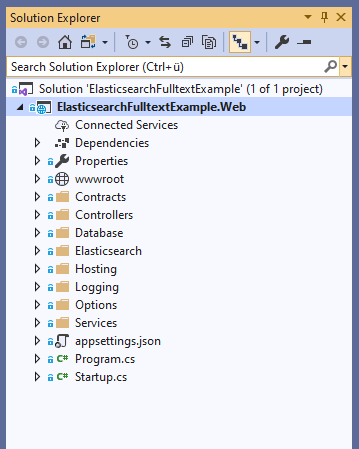 Solution Explorer
Search Solution Explorer (Ctrl+ü)
Solution 'ElasticsearchFulltextExample' (1 of 1 project)
ElasticsearchFulltextExample.Web
Connected Services
Dependencies
Properties
wwwroot
Contracts
Controllers
Database
Elasticsearch
Hosting
Logging
Options
Services
appsettings.json
C# Program.cs
C# Startup.cs